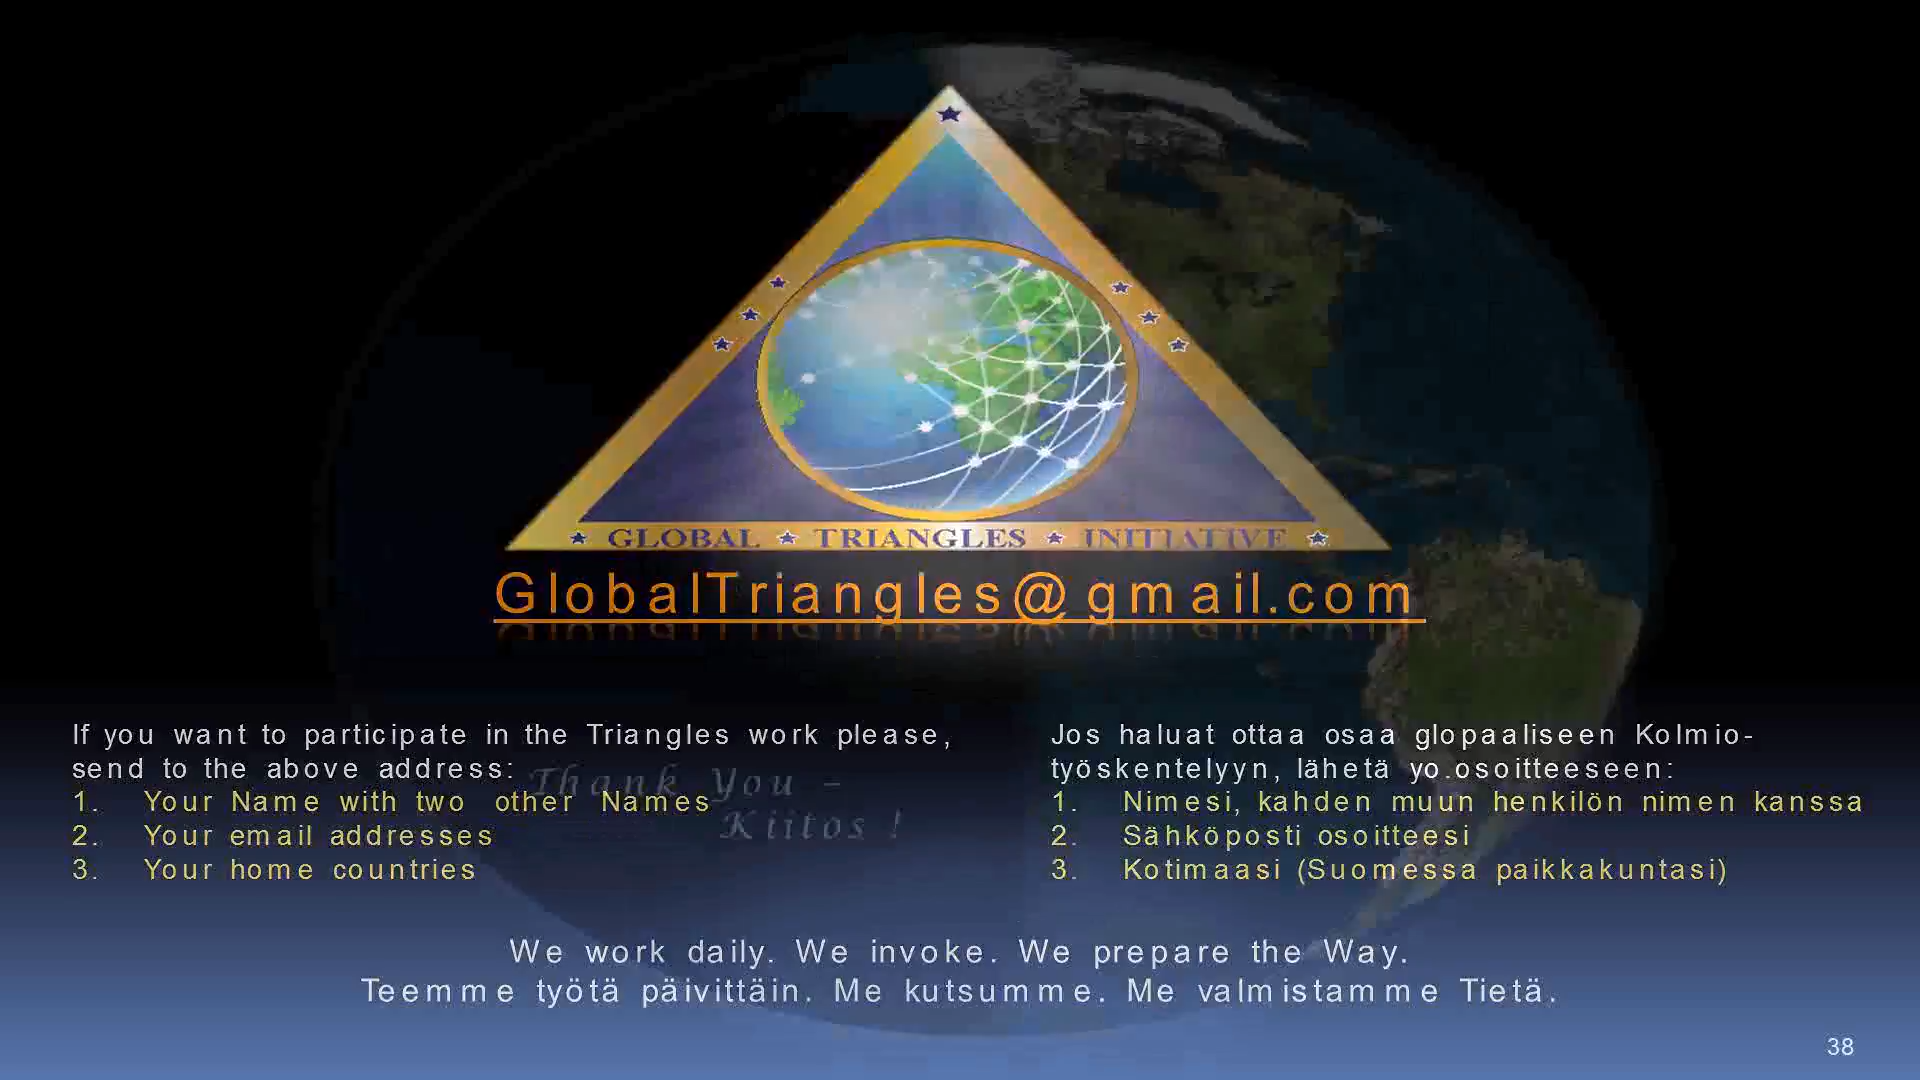 GLOBAL TRIANGLES INITIATIVE
GlobalTriangles@gmail.com
If you want to participate in the Triangles work please,
send to the above address:
1. Your Name with two other Names
2. Your email addresses
3. Your home countries
Thank You –
Kiitos !
Jos haluat ottaa osaa glopaaliseen Kolmio-
työskentelyyn, lähetä yo.osoitteeseen:
1. Nimesi, kahden muun henkilön nimen kanssa
2. Sähköposti osoitteesi
3. Kotimaasi (Suomessa paikkakuntasi)
We work daily. We invoke. We prepare the Way.
Teemme työtä päivittäin. Me kutsumme. Me valmistamme Tietä.
38